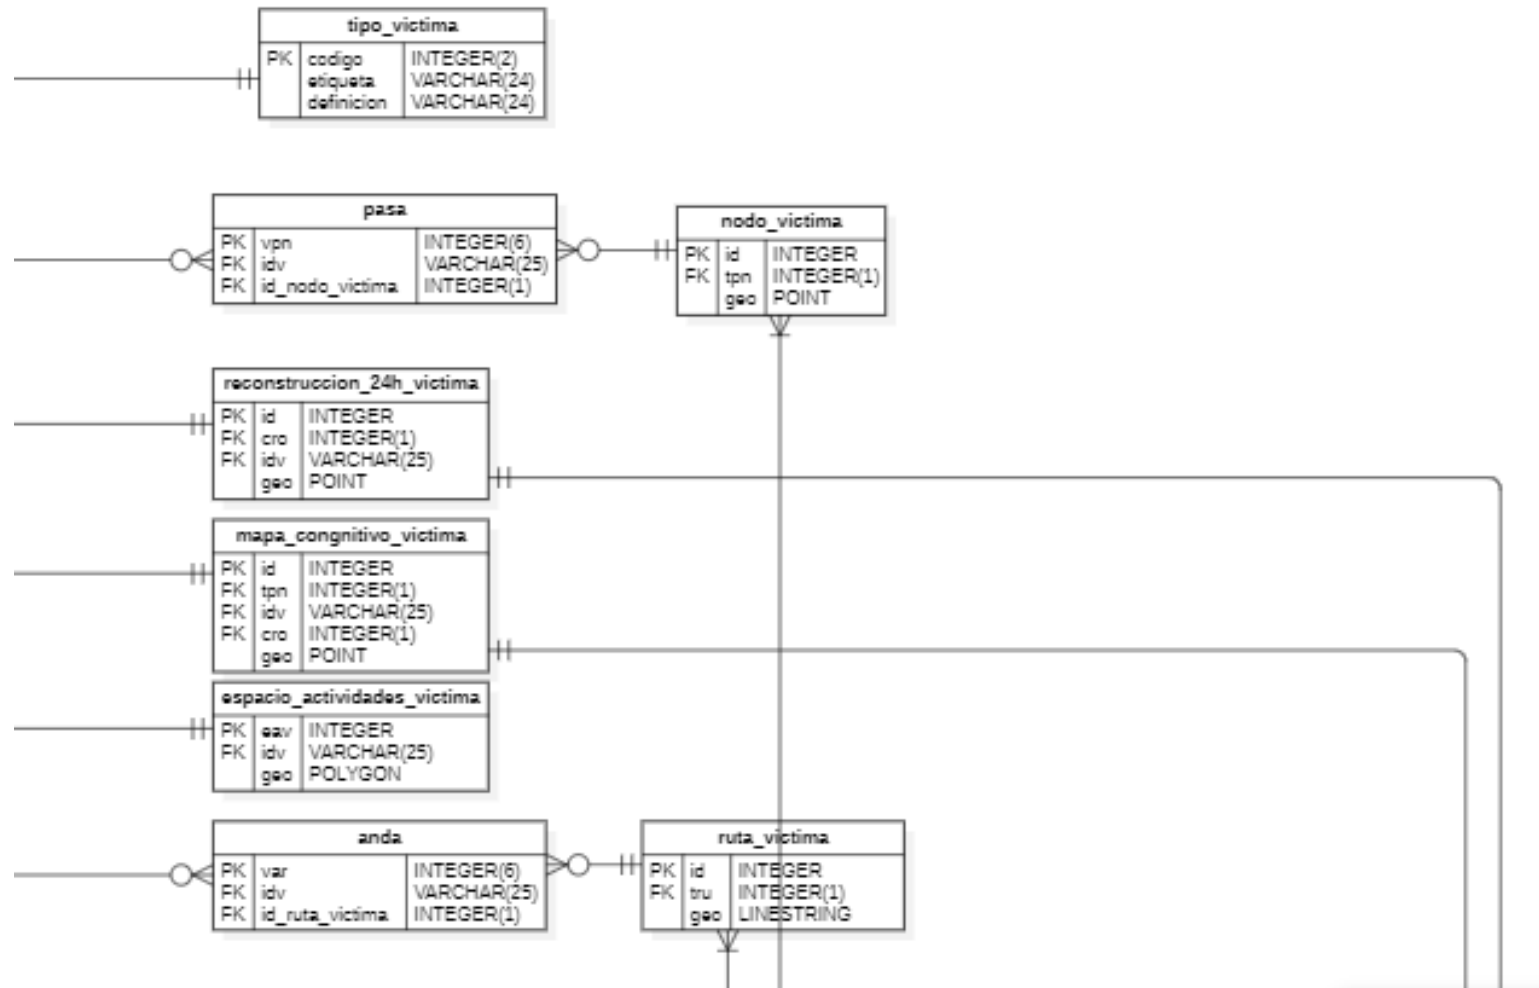 tipo_victima
PK codigo INTEGER(2)
etiqueta VARCHAR(24)
definicion VARCHAR(24)
pasa
PK vpn INTEGER(6)
FK idv VARCHAR(25)
FK id_nodo_victima INTEGER(1)
nodo_victima
PK id INTEGER
FK tpn INTEGER(1)
geo POINT
reconstruccion_24h_victima
PK id INTEGER
FK cro INTEGER(1)
FK idv VARCHAR(25)
geo POINT
mapa_congnitivo_victima
PK id INTEGER
FK tpn INTEGER(1)
FK idv VARCHAR(25)
FK cro INTEGER(1)
geo POINT
espacio_actividades_victima
PK eav INTEGER
FK idv VARCHAR(25)
geo POLYGON
anda
PK var INTEGER(6)
FK idv VARCHAR(25)
FK id_ruta_victima INTEGER(1)
ruta_victima
PK id INTEGER
FK tru INTEGER(1)
geo LINESTRING